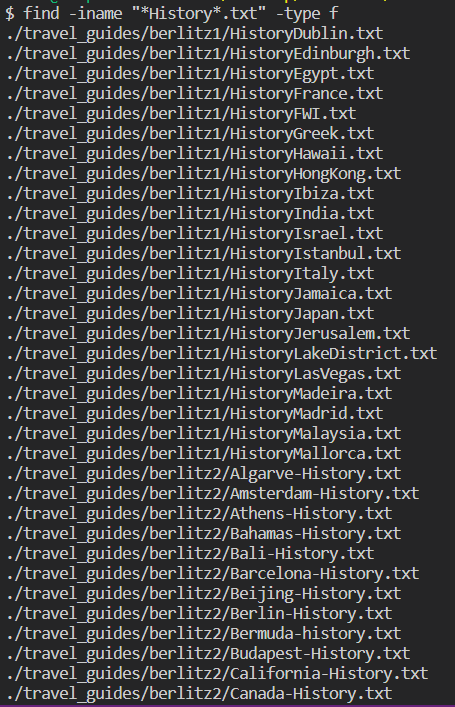 $ find -iname "*History*.txt" -type f
./travel_guides/berlitz1/HistoryDublin.txt
./travel_guides/berlitz1/HistoryEdinburgh.txt
./travel_guides/berlitz1/HistoryEgypt.txt
./travel_guides/berlitz1/HistoryFrance.txt
./travel_guides/berlitz1/HistoryFWI.txt
./travel_guides/berlitz1/HistoryGreek.txt
./travel_guides/berlitz1/HistoryHawaii.txt
./travel_guides/berlitz1/HistoryHongKong.txt
./travel_guides/berlitz1/HistoryIbiza.txt
./travel_guides/berlitz1/HistoryIndia.txt
./travel_guides/berlitz1/HistoryIsrael.txt
./travel_guides/berlitz1/HistoryIstanbul.txt
./travel_guides/berlitz1/HistoryItaly.txt
./travel_guides/berlitz1/HistoryJamaica.txt
./travel_guides/berlitz1/HistoryJapan.txt
./travel_guides/berlitz1/HistoryJerusalem.txt
./travel_guides/berlitz1/HistoryLakeDistrict.txt
./travel_guides/berlitz1/HistoryLasVegas.txt
./travel_guides/berlitz1/HistoryMadeira.txt
./travel_guides/berlitz1/HistoryMadrid.txt
./travel_guides/berlitz1/HistoryMalaysia.txt
./travel_guides/berlitz1/HistoryMallorca.txt
./travel_guides/berlitz2/Algarve-History.txt
./travel_guides/berlitz2/Amsterdam-History.txt
./travel_guides/berlitz2/Athens-History.txt
./travel_guides/berlitz2/Bahamas-History.txt
./travel_guides/berlitz2/Bali-History.txt
./travel_guides/berlitz2/Barcelona-History.txt
./travel_guides/berlitz2/Beijing-History.txt
./travel_guides/berlitz2/Berlin-History.txt
./travel_guides/berlitz2/Bermuda-history.txt
./travel_guides/berlitz2/Budapest-History.txt
./travel_guides/berlitz2/California-History.txt
./travel_guides/berlitz2/Canada-History.txt